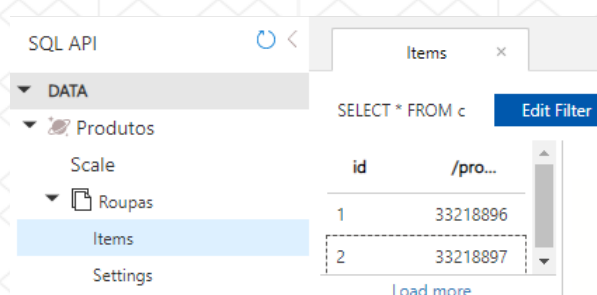 SQL API
DATA
Produtos
Scale
Roupas
Items
Settings
Items
SELECT * FROM c
Edit Filter
id /pro...
1 33218896
2 33218897
Load more